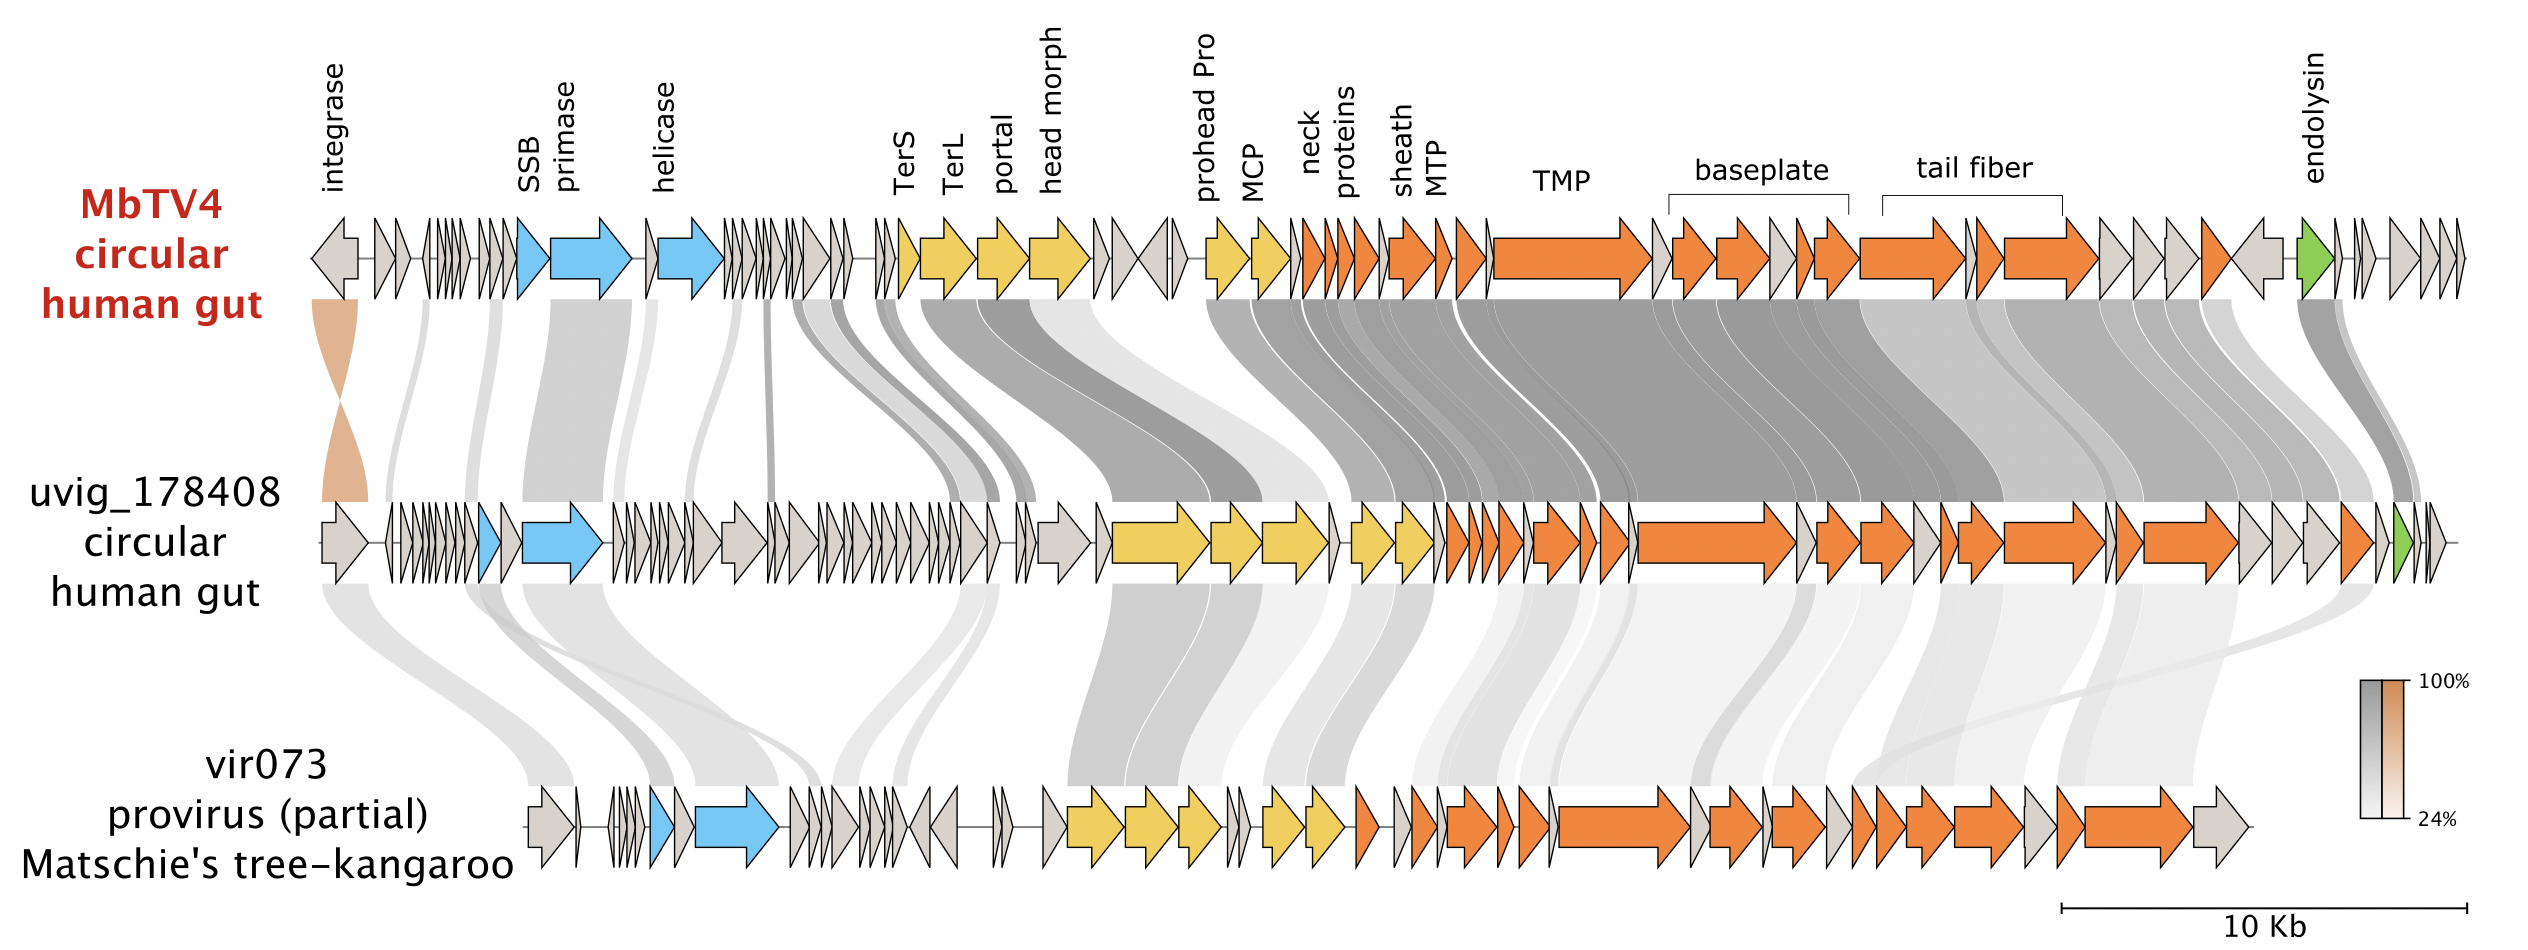 integrase
SSB
primase
helicase
TerS
TerL
portal
head morph
prohead Pro
MCP
neck
proteins
sheath
MTP
TMP
baseplate
tail fiber
endolysin
MbTV4
circular
human gut
uvig_178408
circular
human gut
vir073
provirus (partial)
Matschie's tree-kangaroo
100%
24%
10 Kb